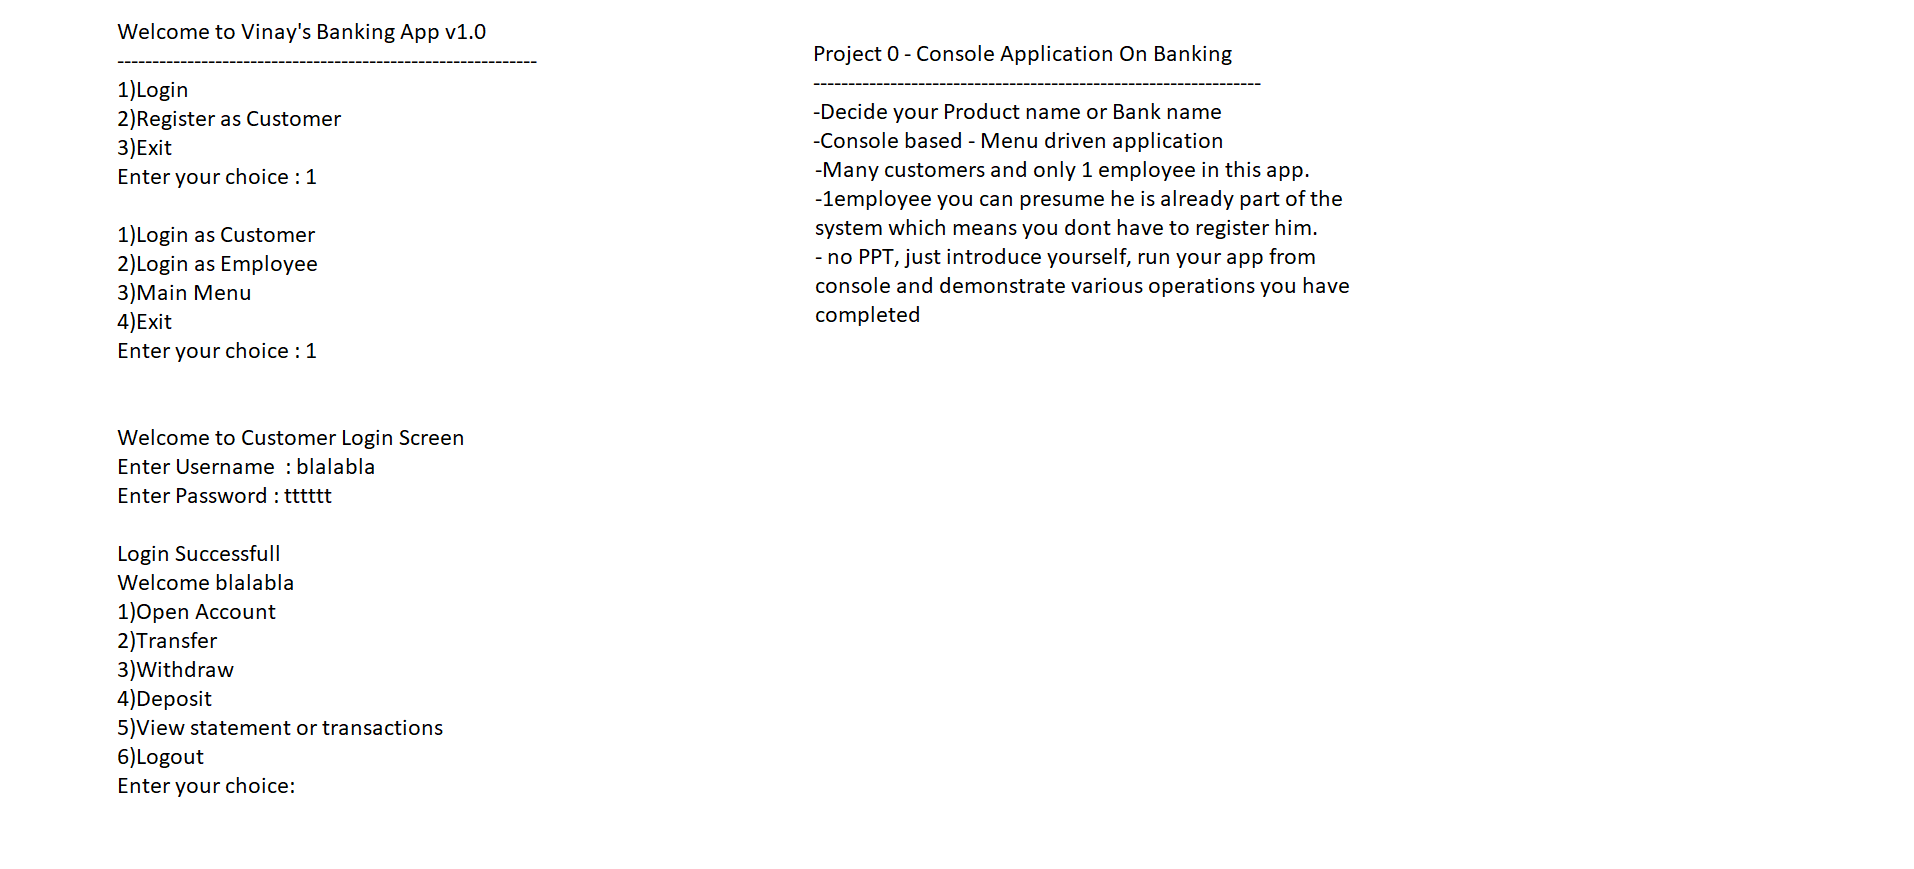 Welcome to Vinay's Banking App v1.0
------------------------------------------------------------
1)Login
2)Register as Customer
3)Exit
Enter your choice : 1
1)Login as Customer
2)Login as Employee
3)Main Menu
4)Exit
Enter your choice : 1
Welcome to Customer Login Screen
Enter Username  : blalabla
Enter Password : tttttt
Login Successfull
Welcome blalabla
1)Open Account
2)Transfer
3)Withdraw
4)Deposit
5)View statement or transactions
6)Logout
Enter your choice:
Project 0 - Console Application On Banking
----------------------------------------------------------------
-Decide your Product name or Bank name
-Console based - Menu driven application
-Many customers and only 1 employee in this app.
-1employee you can presume he is already part of the
system which means you dont have to register him.
- no PPT, just introduce yourself, run your app from
console and demonstrate various operations you have
completed